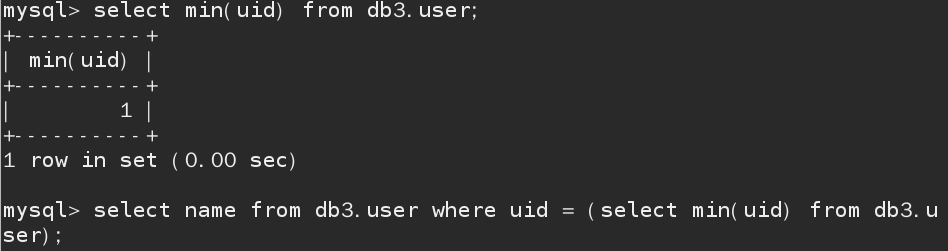 mysql> select min(uid) from db3.user;
+----------+
| min(uid) |
+----------+
|        1 |
+----------+
1 row in set (0.00 sec)
mysql> select name from db3.user where uid = (select min(uid) from db3.u
ser);